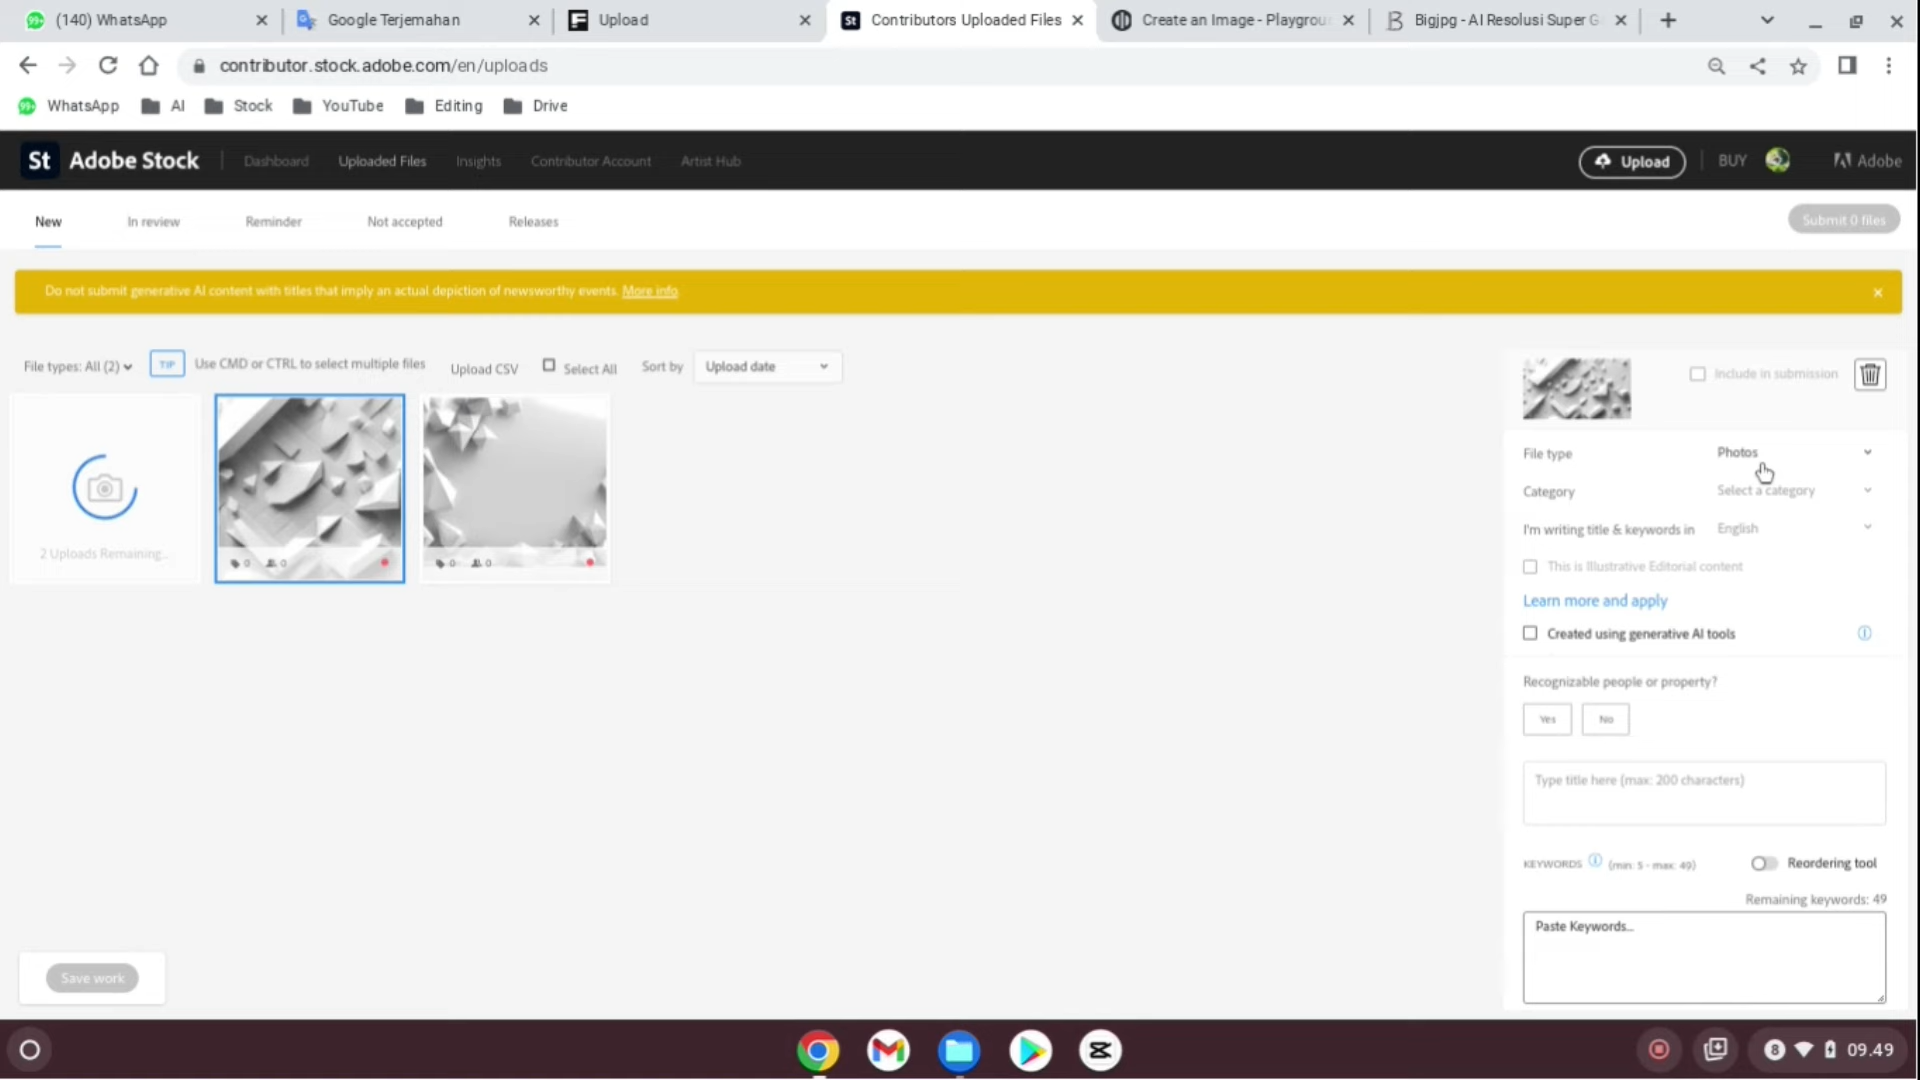 (140) WhatsApp
Google Terjemahan
Upload
St Contributors Uploaded Files
Create an Image - Playgrou
Bigjpg - AI Resolusi Super G
contributor.stock.adobe.com/en/uploads
WhatsApp AI Stock YouTube Editing Drive
St Adobe Stock Dashboard Uploaded Files Insights Contributor Account Artist Hub Upload BUY Adobe
New In review Reminder Not accepted Releases Submit 0 files
Do not submit generative AI content with titles that imply an actual depiction of newsworthy events. More info.
File types: All (2) TIP Use CMD or CTRL to select multiple files Upload CSV Select All Sort by Upload date
Include in submission
2 Uploads Remaining...
0 0
0 0
File type Photos
Category Select a category
I'm writing title & keywords in English
This is Illustrative Editorial content
Learn more and apply
Created using generative AI tools
Recognizable people or property?
Yes No
Type title here (max: 200 characters)
KEYWORDS (min: 5 - max: 49) Reordering tool
Remaining keywords: 49
Paste Keywords...
Save work
8 09.49